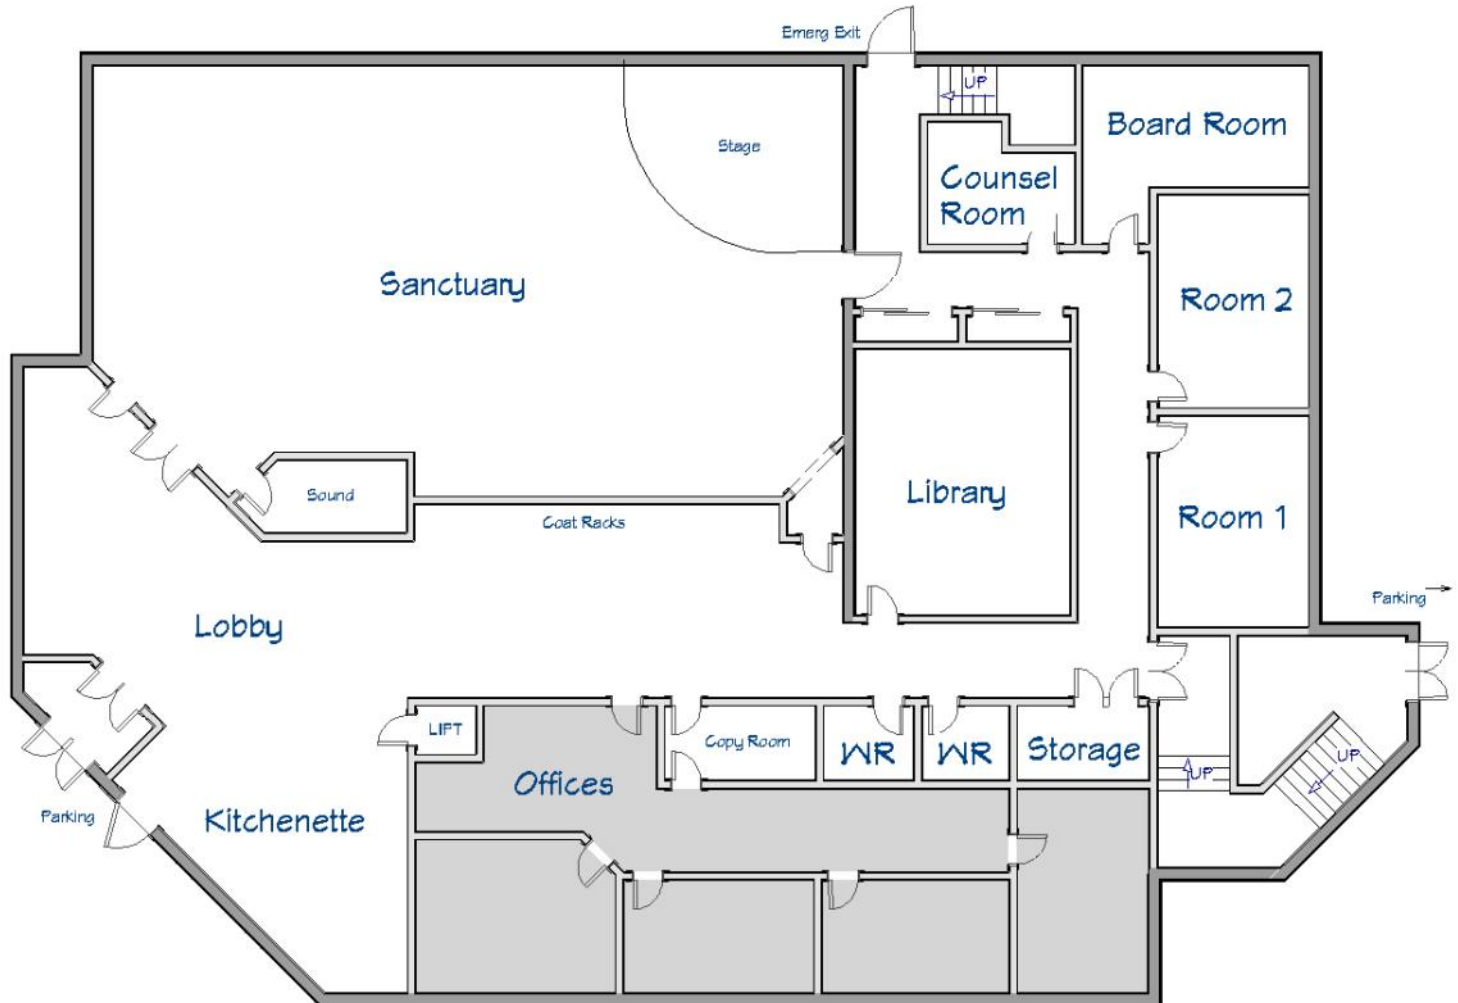 Emerg Exit
UP
Board Room
Stage
Counsel
Room
Sanctuary
Room 2
Sound
Coat Racks
Library
Room 1
Parking
Lobby
LIFT
Copy Room
WR
WR
Storage
UP
UP
Offices
Parking
Kitchenette